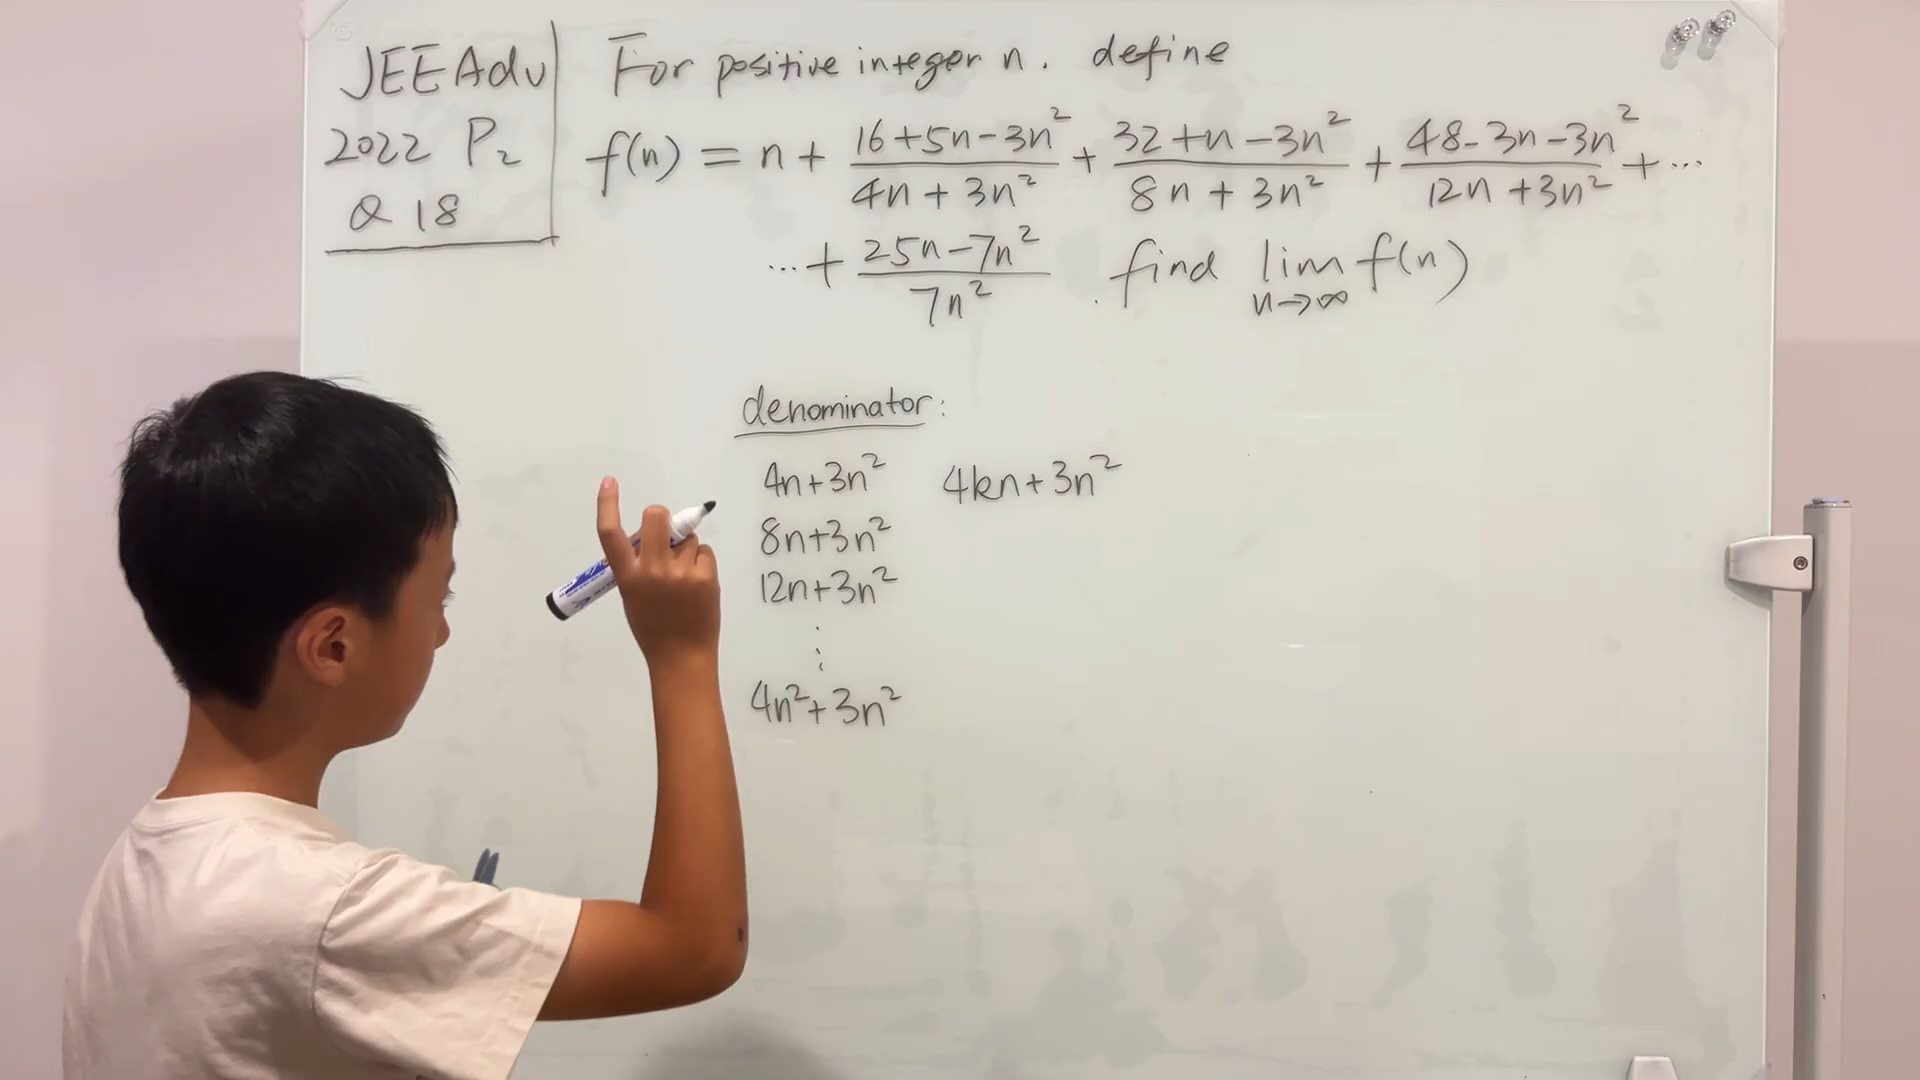 JEE Adv
2022 P₂
Q 18
For positive integer n. define
f(n) = n + (16+5n-3n²)/(4n+3n²) + (32+n-3n²)/(8n+3n²) + (48-3n-3n²)/(12n+3n²) + ...
...+ (25n-7n²)/(7n²) . find lim n→∞ f(n)
denominator:
4n+3n² 4kn+3n²
8n+3n²
12n+3n²
⋮
4n²+3n²